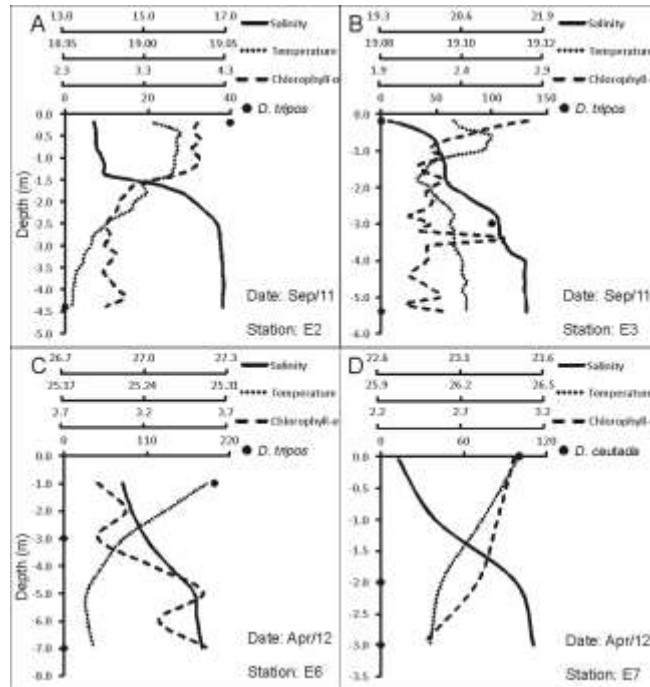 A
13.0 15.0 17.0
Salinity
18.95 19.00 19.05
Temperature
2.3 3.3 4.3
Chlorophyll-a
0 20 40
D. tripos
0.0
-0.5
-1.0
-1.5
-2.0
-2.5
-3.0
-3.5
-4.0
-4.5
-5.0
Depth (m)
Date: Sep/11
Station: E2
B
19.3 20.6 21.9
Salinity
19.08 19.10 19.12
Temperature
1.9 2.4 2.9
Chlorophyll-a
0 50 100 150
D. tripos
0.0
-1.0
-2.0
-3.0
-4.0
-5.0
-6.0
Date: Sep/11
Station: E3
C
26.7 27.0 27.3
Salinity
25.17 25.24 25.31
Temperature
2.7 3.2 3.7
Chlorophyll-a
0 110 220
D. tripos
0.0
-1.0
-2.0
-3.0
-4.0
-5.0
-6.0
-7.0
-8.0
Depth (m)
Date: Apr/12
Station: E6
D
23.6
Salinity
25.9 26.2 26.5
Temperature
2.2 2.7 3.2
Chlorophyll-a
0 60 120
D. caudata
0.0
-0.5
-1.0
-1.5
-2.0
-2.5
-3.0
-3.5
Date: Apr/12
Station: E7